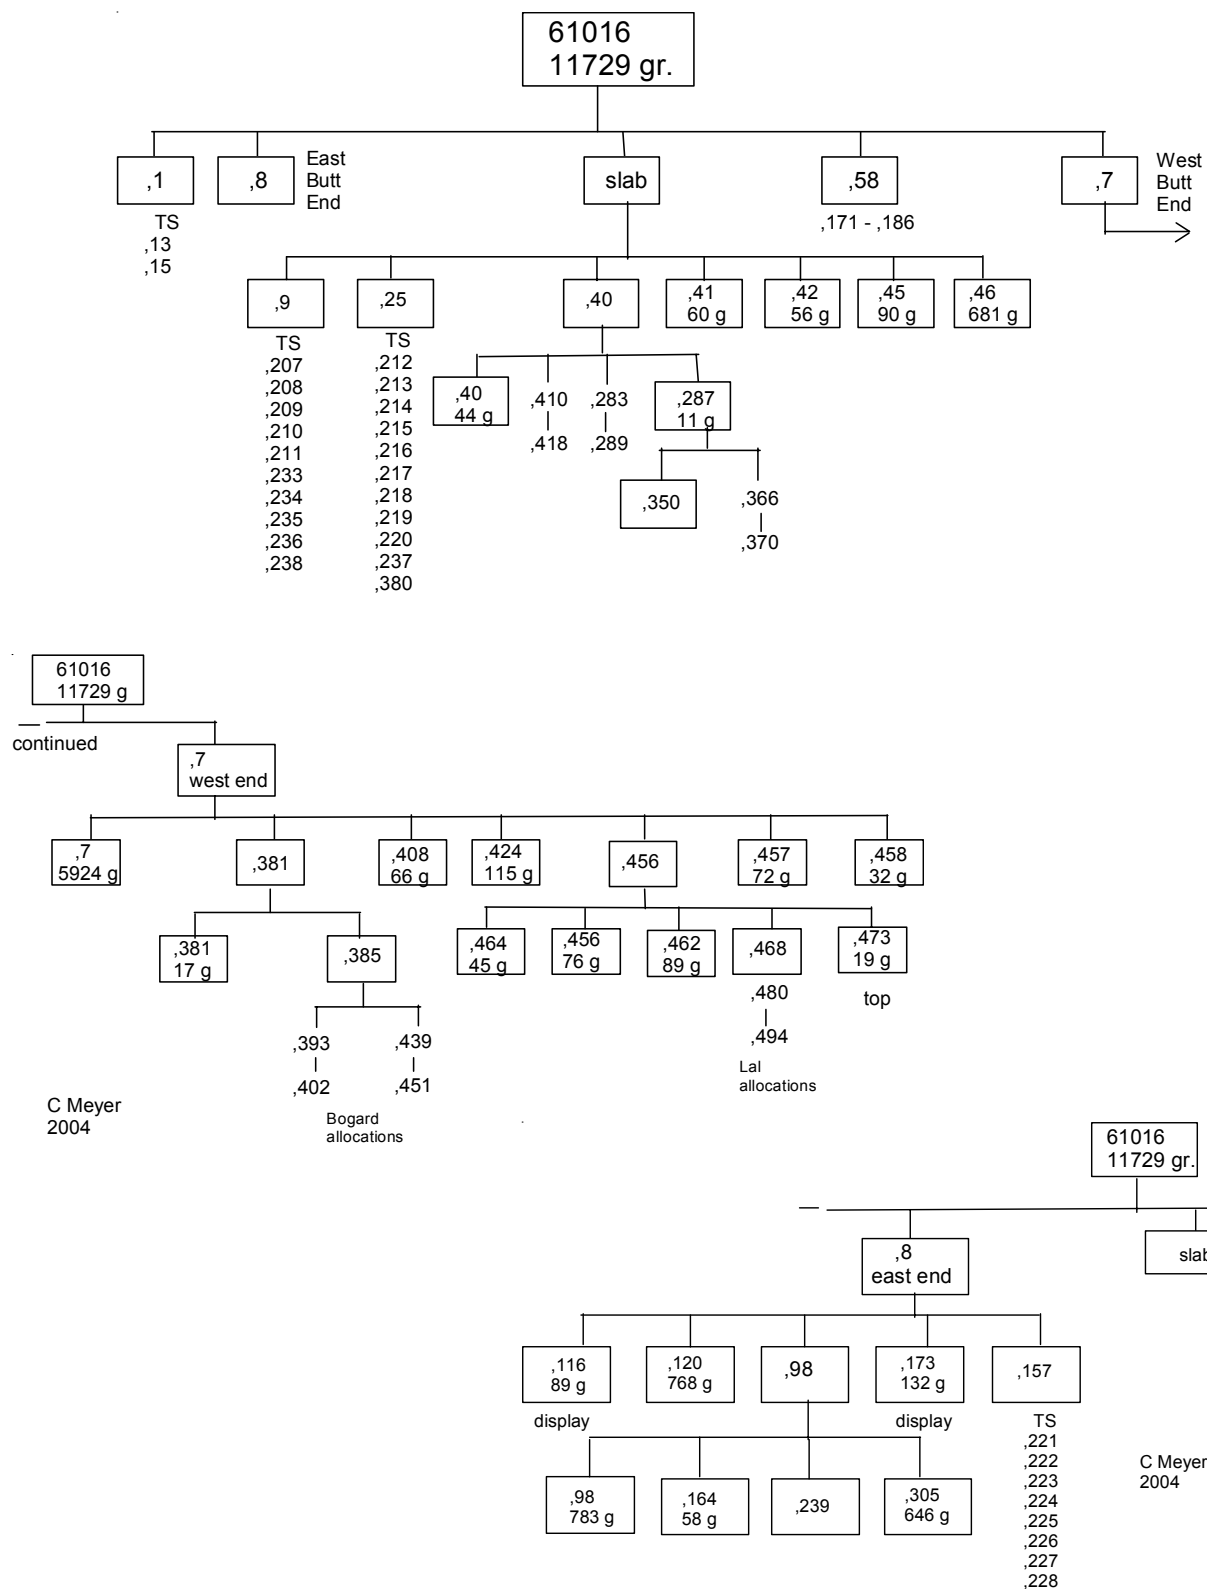 61016
11729 gr.
,1
,8
East
Butt
End
slab
,58
,7
West
Butt
End
TS
,13
,15
,171 - ,186
,9
,25
,40
,41
60 g
,42
56 g
,45
90 g
,46
681 g
TS
,207
,208
,209
,210
,211
,233
,234
,235
,236
,238
TS
,212
,213
,214
,215
,216
,217
,218
,219
,220
,237
,380
,40
44 g
,410
,418
,283
,289
,287
11 g
,350
,366
,370
61016
11729 g
continued
,7
west end
,7
5924 g
,381
,408
66 g
,424
115 g
,456
,457
72 g
,458
32 g
,381
17 g
,385
,464
45 g
,456
76 g
,462
89 g
,468
,473
19 g
top
,393
,402
,439
,451
Bogard
allocations
,480
,494
Lal
allocations
C Meyer
2004
61016
11729 gr.
,8
east end
slab
,116
89 g
display
,120
768 g
,98
,173
132 g
display
,157
TS
,221
,222
,223
,224
,225
,226
,227
,228
,98
783 g
,164
58 g
,239
,305
646 g
C Meyer
2004